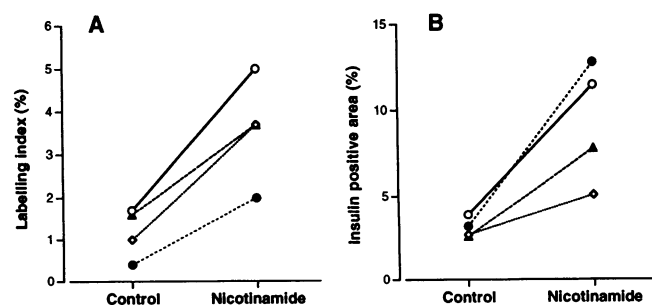 A
Labelling index (%)
6
5
4
3
2
1
0
Control Nicotinamide
B
Insulin positive area (%)
15
10
5
0
Control Nicotinamide